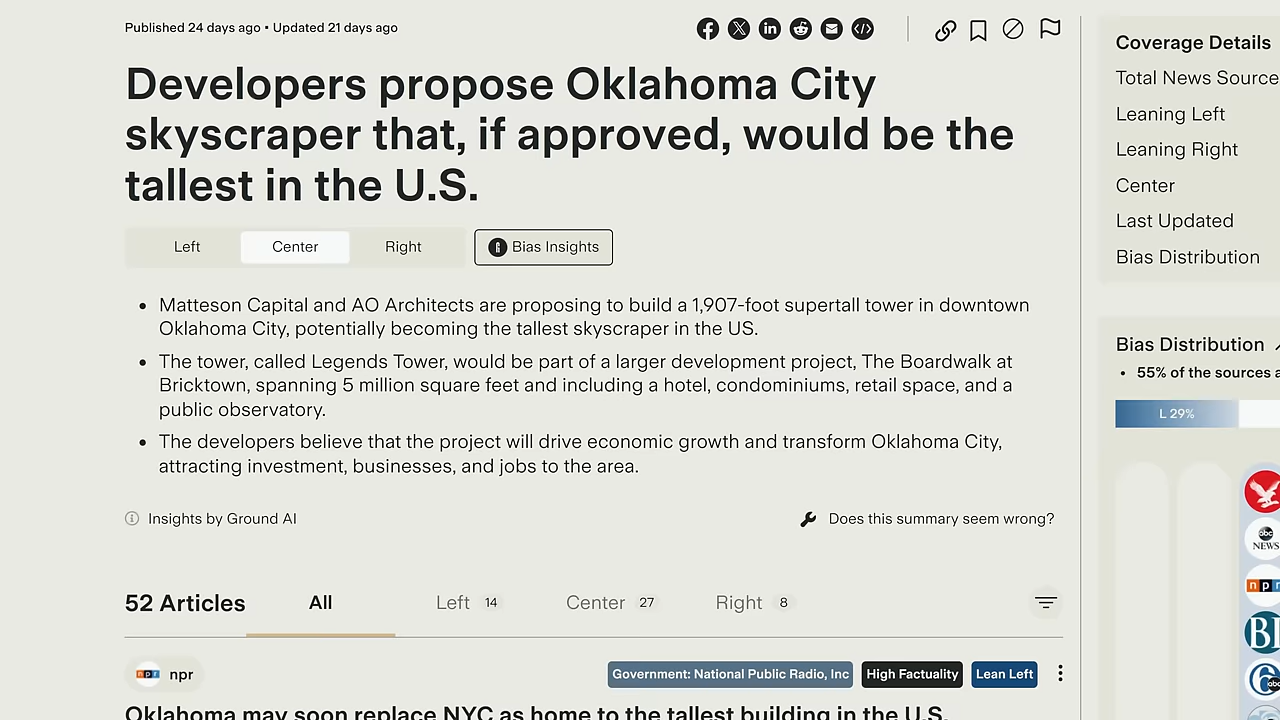 Published 24 days ago • Updated 21 days ago
Developers propose Oklahoma City
skyscraper that, if approved, would be the
tallest in the U.S.
Left Center Right Bias Insights
• Matteson Capital and AO Architects are proposing to build a 1,907-foot supertall tower in downtown
Oklahoma City, potentially becoming the tallest skyscraper in the US.
• The tower, called Legends Tower, would be part of a larger development project, The Boardwalk at
Bricktown, spanning 5 million square feet and including a hotel, condominiums, retail space, and a
public observatory.
• The developers believe that the project will drive economic growth and transform Oklahoma City,
attracting investment, businesses, and jobs to the area.
Insights by Ground AI Does this summary seem wrong?
52 Articles All Left 14 Center 27 Right 8
npr npr Government: National Public Radio, Inc High Factuality Lean Left
Oklahoma may soon replace NYC as home to the tallest building in the U.S.
Coverage Details
Total News Source
Leaning Left
Leaning Right
Center
Last Updated
Bias Distribution
Bias Distribution
• 55% of the sources a
L 29%
abc
NEWS
npr
BI
6abc